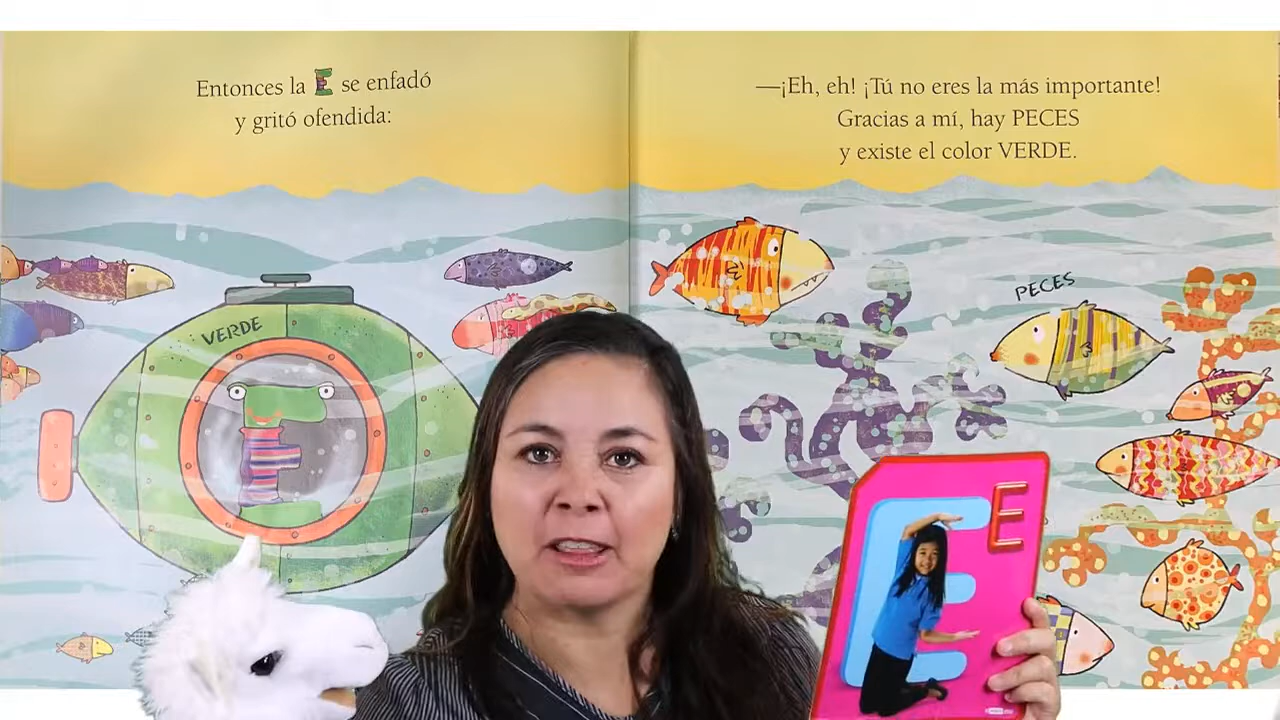 Entonces la E se enfadó
y gritó ofendida:
—¡Eh, eh! ¡Tú no eres la más importante!
Gracias a mí, hay PECES
y existe el color VERDE.
VERDE
PECES
E